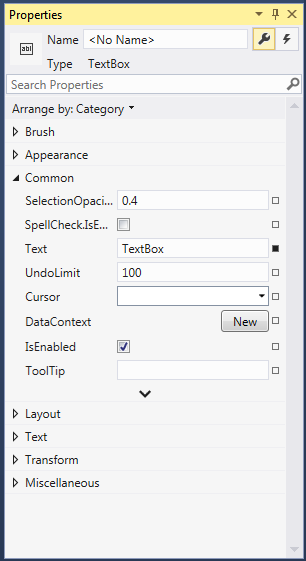 Properties
abl
Name <No Name>
Type TextBox
Search Properties
Arrange by: Category
Brush
Appearance
Common
SelectionOpaci... 0.4
SpellCheck.IsE...
Text TextBox
UndoLimit 100
Cursor
DataContext New
IsEnabled
ToolTip
Layout
Text
Transform
Miscellaneous